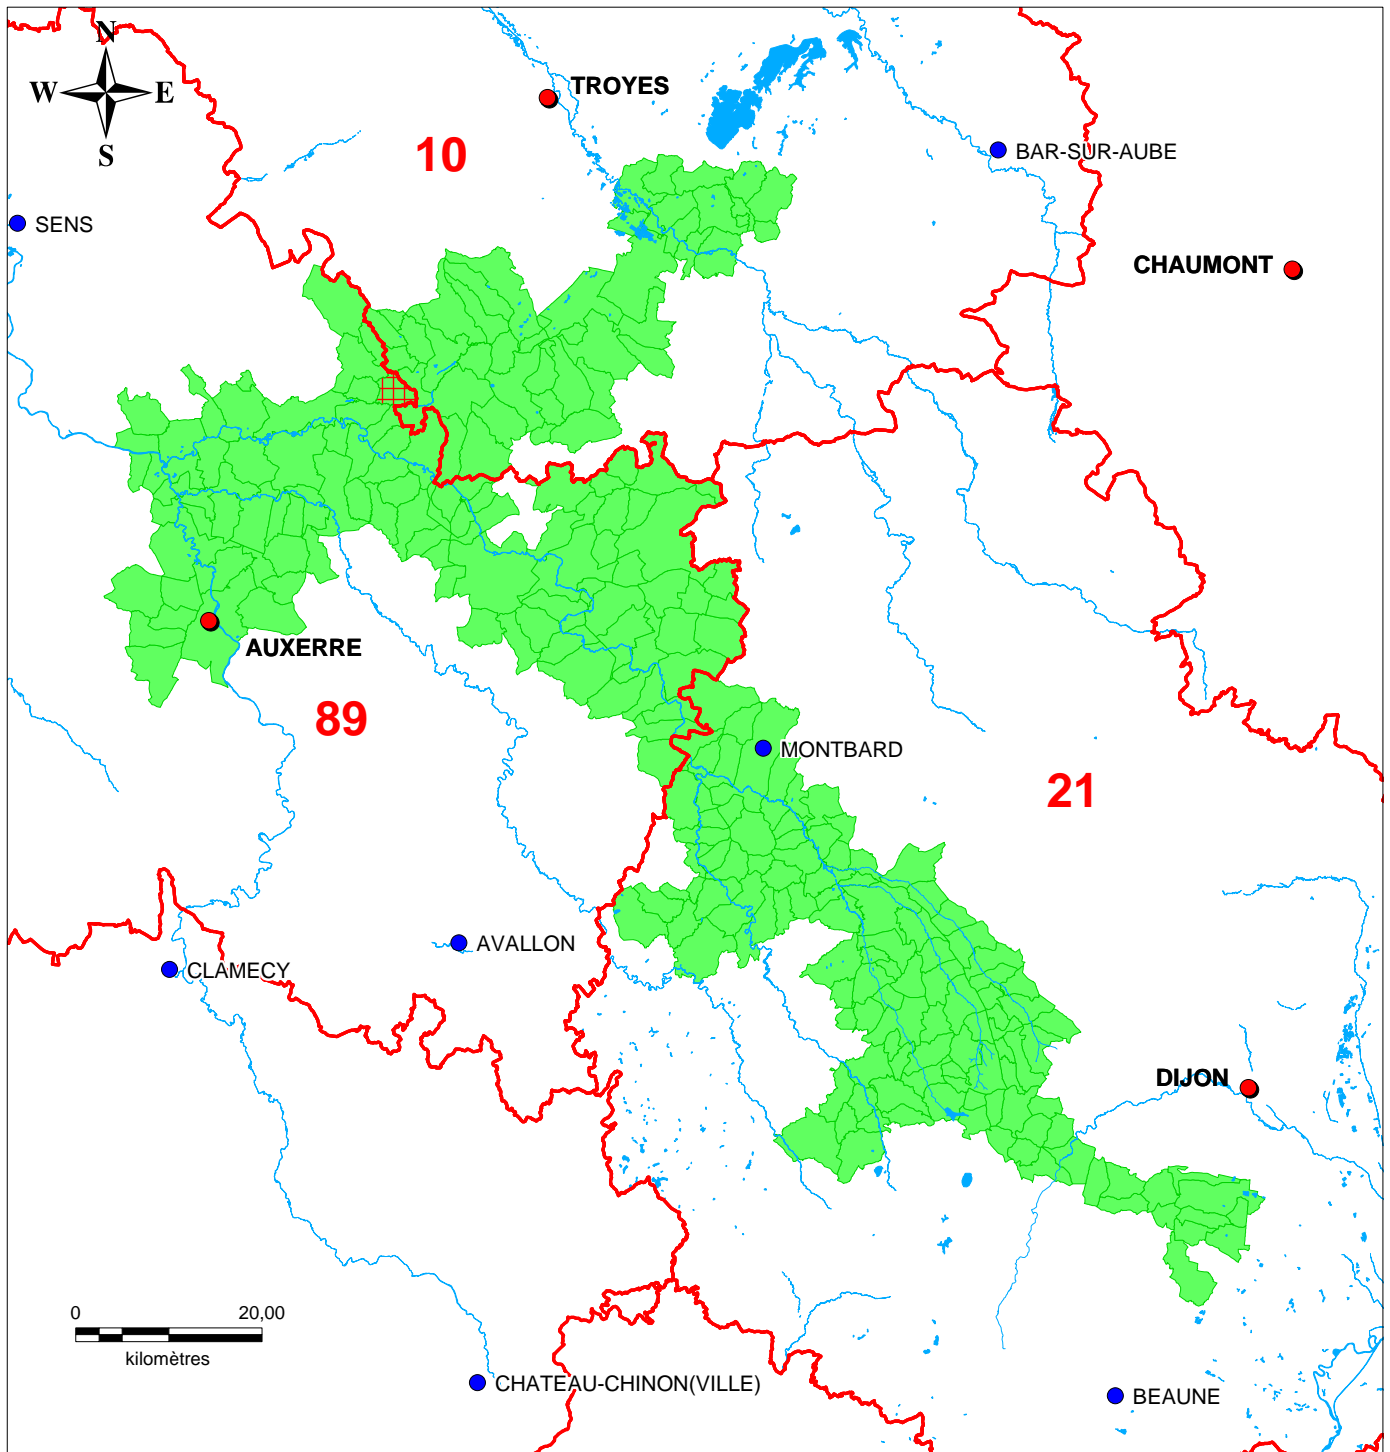 N
W E
S
TROYES
10
BAR-SUR-AUBE
SENS
CHAUMONT
AUXERRE
89
MONTBARD
21
AVALLON
CLAMECY
DIJON
0 20,00
kilomètres
CHATEAU-CHINON(VILLE)
BEAUNE